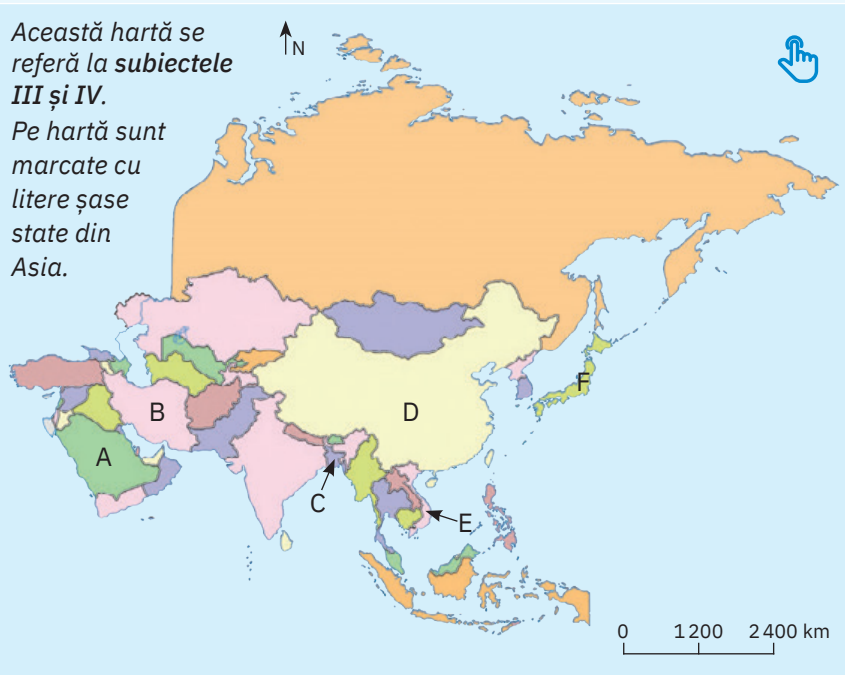 Această hartă se
referă la subiectele
III și IV.
Pe hartă sunt
marcate cu
litere șase
state din
Asia.
N
A
B
C
D
E
F
0 1 200 2 400 km